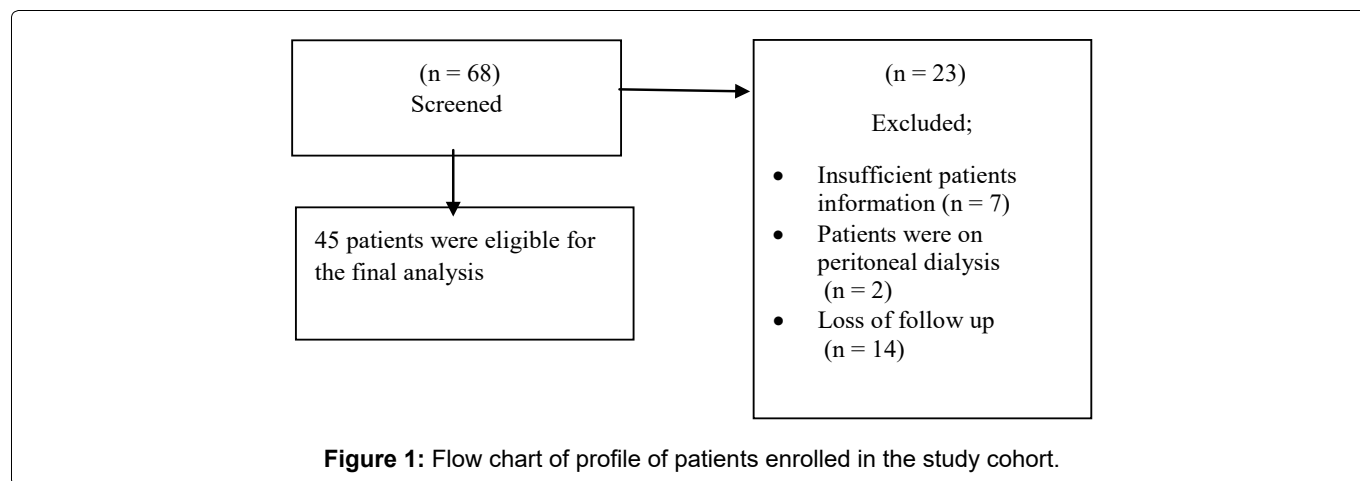 (n = 68)
Screened
45 patients were eligible for
the final analysis
(n = 23)
Excluded;
• Insufficient patients
information (n = 7)
• Patients were on
peritoneal dialysis
(n = 2)
• Loss of follow up
(n = 14)
Figure 1: Flow chart of profile of patients enrolled in the study cohort.